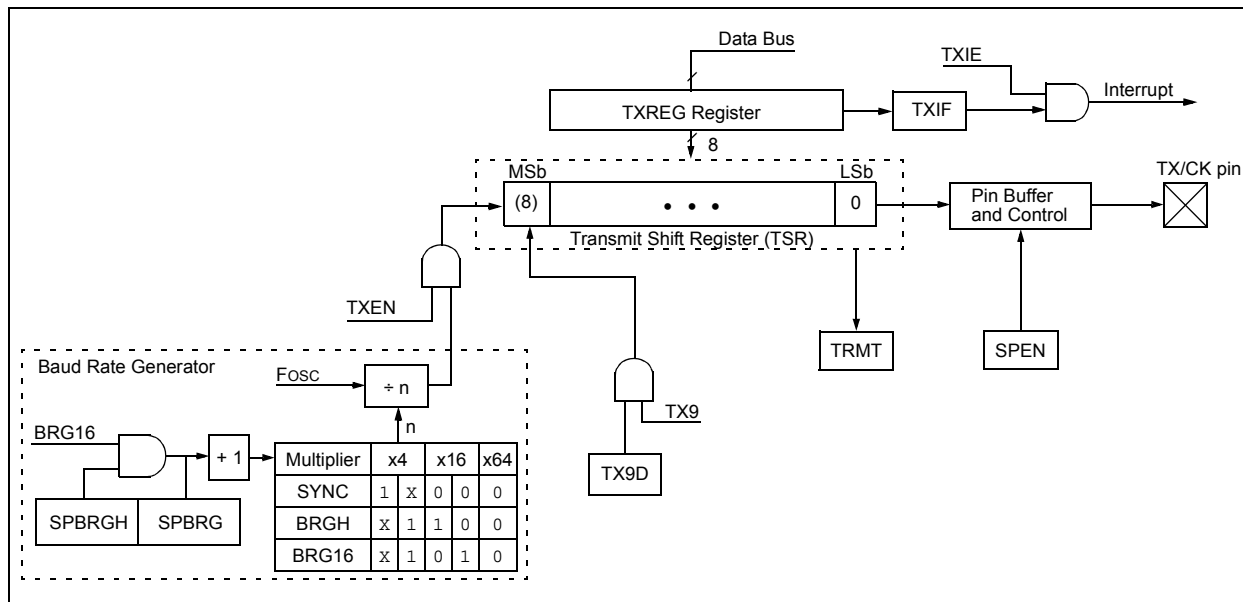 Data Bus
TXIE
Interrupt
TXREG Register
TXIF
8
MSb
LSb
TX/CK pin
(8)
• • •
0
Pin Buffer
and Control
Transmit Shift Register (TSR)
TXEN
TRMT
SPEN
Baud Rate Generator
FOSC
÷ n
TX9
n
BRG16
+ 1
Multiplier x4 x16 x64
TX9D
SYNC 1 X 0 0 0
SPBRGH SPBRG
BRGH X 1 1 0 0
BRG16 X 1 0 1 0